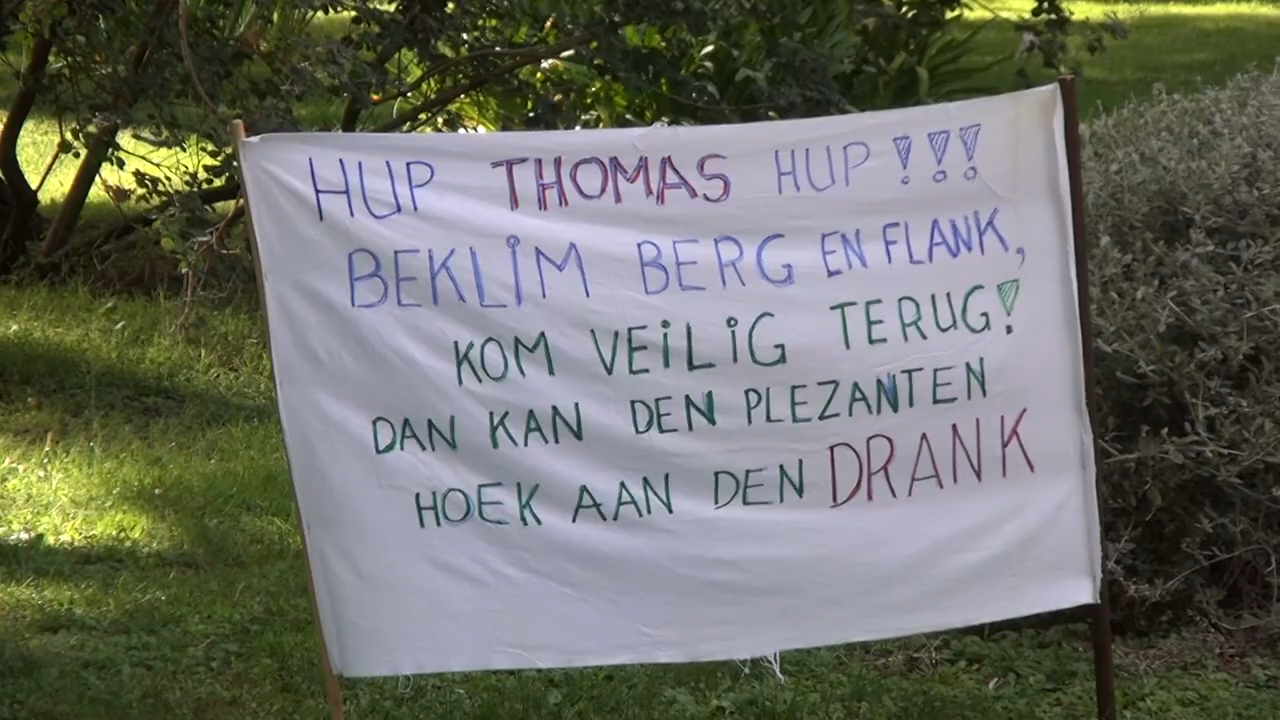 HUP THOMAS HUP!!!
BEKLiM BERG EN FLANK,
KOM VEiLiG TERUG!
DAN KAN DEN PLEZANTEN
HOEK AAN DEN DRANK